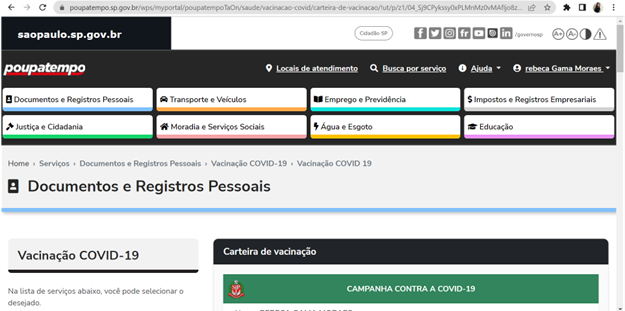 poupatempo.sp.gov.br/wps/myportal/poupatempoTaOn/saude/vacinacao-covid/carteira-de-vacinacao/
saopaulo.sp.gov.br
Cidadão SP
/governosp
A+ A-
poupatempo
Locais de atendimento Busca por serviço Ajuda rebeca Gama Moraes
Documentos e Registros Pessoais Transporte e Veículos Emprego e Previdência Impostos e Registros Empresariais
Justiça e Cidadania Moradia e Serviços Sociais Água e Esgoto Educação
Home › Serviços › Documentos e Registros Pessoais › Vacinação COVID-19 › Vacinação COVID 19
Documentos e Registros Pessoais
Vacinação COVID-19
Carteira de vacinação
CAMPANHA CONTRA A COVID-19
Na lista de serviços abaixo, você pode selecionar o
desejado.